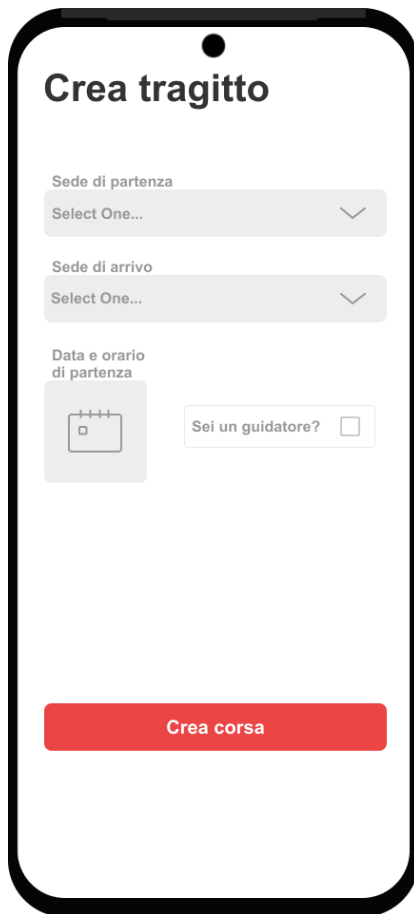 Crea tragitto
Sede di partenza
Select One...
Sede di arrivo
Select One...
Data e orario
di partenza
Sei un guidatore?
Crea corsa